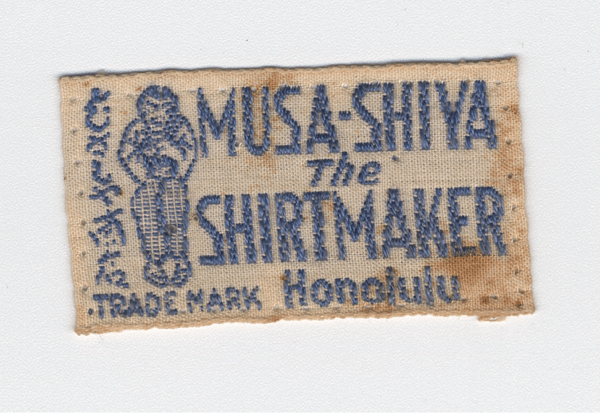 MUSA-SHIYA
The
SHIRTMAKER
TRADE MARK Honolulu